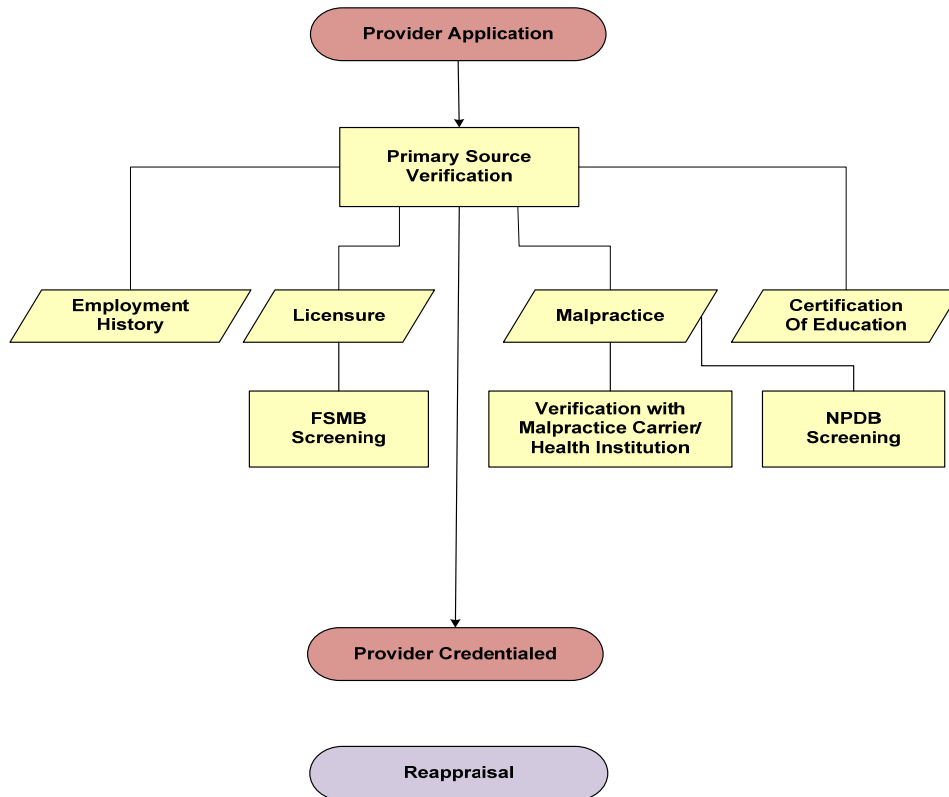 Provider Application
Primary Source
Verification
Employment
History
Licensure
Malpractice
Certification
Of Education
FSMB
Screening
Verification with
Malpractice Carrier/
Health Institution
NPDB
Screening
Provider Credentialed
Reappraisal